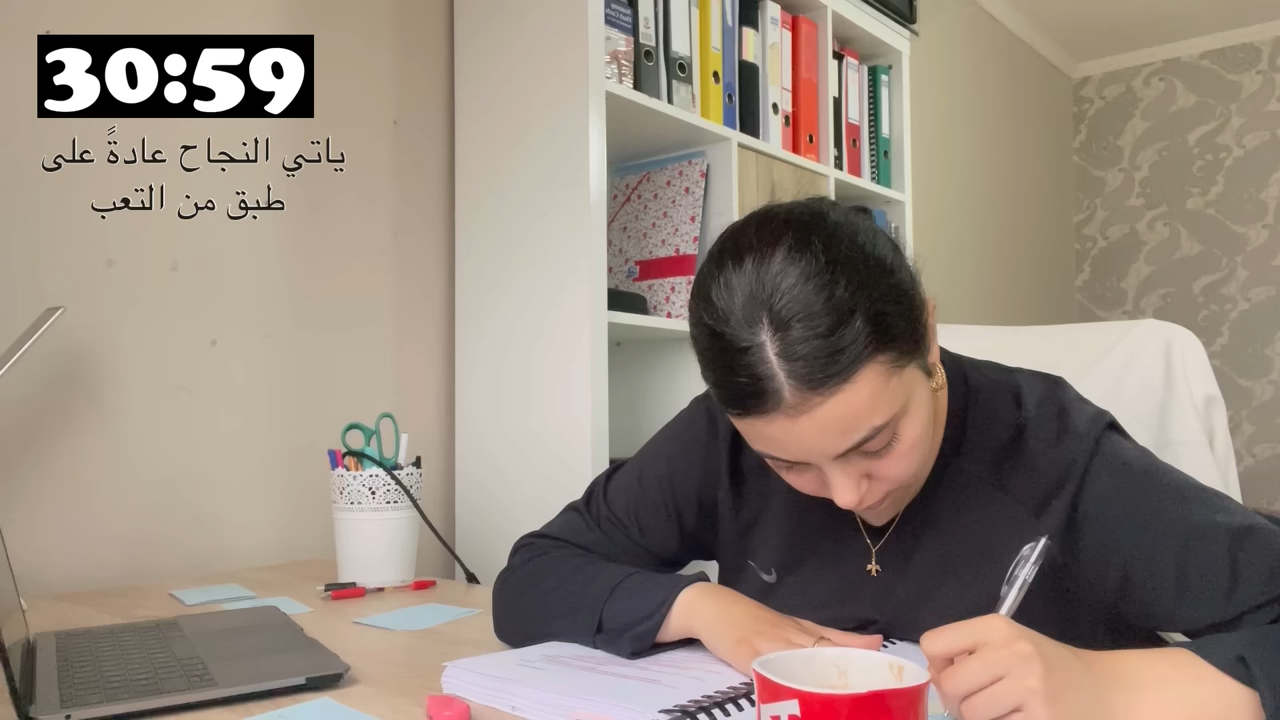 30:59
ياتي النجاح عادةً على
طبق من التعب